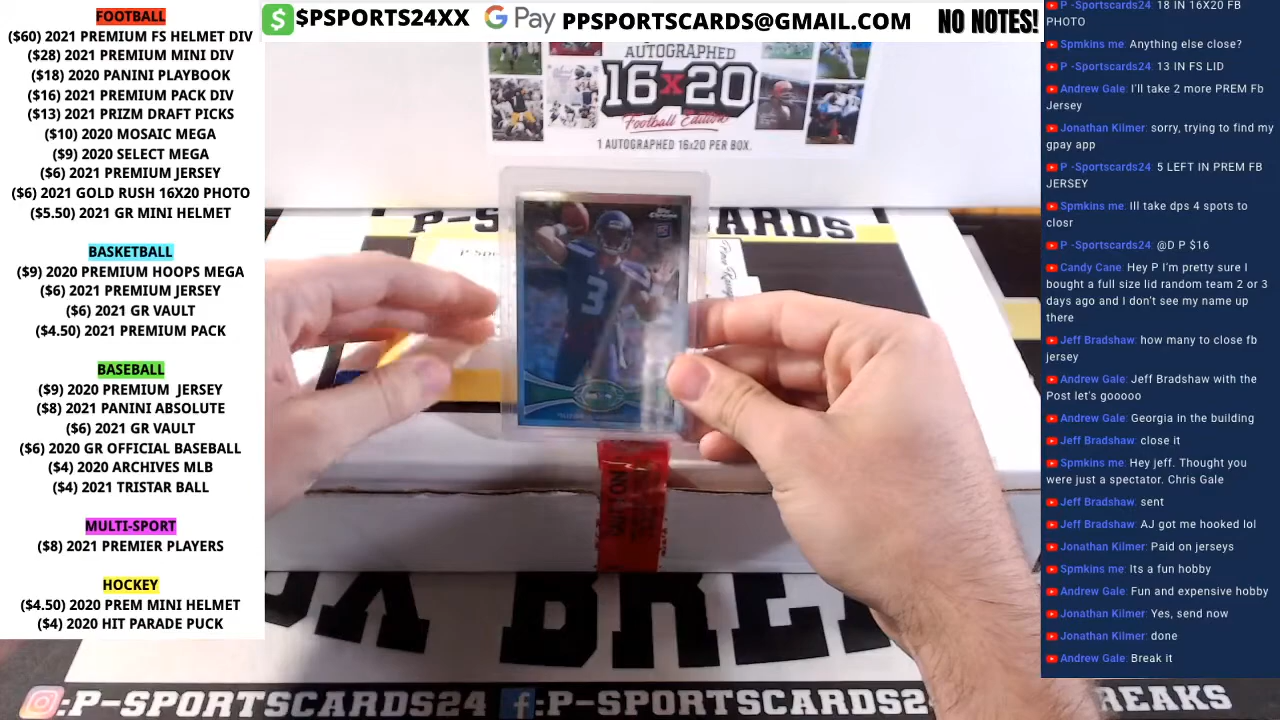 FOOTBALL
($60) 2021 PREMIUM FS HELMET DIV
($28) 2021 PREMIUM MINI DIV
($18) 2020 PANINI PLAYBOOK
($16) 2021 PREMIUM PACK DIV
($13) 2021 PRIZM DRAFT PICKS
($10) 2020 MOSAIC MEGA
($9) 2020 SELECT MEGA
($6) 2021 PREMIUM JERSEY
($6) 2021 GOLD RUSH 16X20 PHOTO
($5.50) 2021 GR MINI HELMET
BASKETBALL
($9) 2020 PREMIUM HOOPS MEGA
($6) 2021 PREMIUM JERSEY
($6) 2021 GR VAULT
($4.50) 2021 PREMIUM PACK
BASEBALL
($9) 2020 PREMIUM JERSEY
($8) 2021 PANINI ABSOLUTE
($6) 2021 GR VAULT
($6) 2020 GR OFFICIAL BASEBALL
($4) 2020 ARCHIVES MLB
($4) 2021 TRISTAR BALL
MULTI-SPORT
($8) 2021 PREMIER PLAYERS
HOCKEY
($4.50) 2020 PREM MINI HELMET
($4) 2020 HIT PARADE PUCK
$PSPORTS24XX
G Pay PPSPORTSCARDS@GMAIL.COM
NO NOTES!
AUTOGRAPHED
16x20
Football Edition
1 AUTOGRAPHED 16x20 PER BOX.
3
BREAKS
:P-SPORTSCARDS24
:P-SPORTSCARDS24
P -Sportscards24 18 IN 16X20 FB
PHOTO
Spmkins me: Anything else close?
P -Sportscards24 13 IN FS LID
Andrew Gale: I'll take 2 more PREM Fb
Jersey
Jonathan Kilmer: sorry, trying to find my
gpay app
P -Sportscards24 5 LEFT IN PREM FB
JERSEY
Spmkins me: Ill take dps 4 spots to
closr
P -Sportscards24 @D P $16
Candy Cane: Hey P I'm pretty sure I
bought a full size lid random team 2 or 3
days ago and I don't see my name up
there
Jeff Bradshaw: how many to close fb
jersey
Andrew Gale: Jeff Bradshaw with the
Post let's gooooo
Andrew Gale: Georgia in the building
Jeff Bradshaw: close it
Spmkins me: Hey jeff. Thought you
were just a spectator. Chris Gale
Jeff Bradshaw: sent
Jeff Bradshaw: AJ got me hooked lol
Jonathan Kilmer: Paid on jerseys
Spmkins me: Its a fun hobby
Andrew Gale: Fun and expensive hobby
Jonathan Kilmer: Yes, send now
Jonathan Kilmer: done
Andrew Gale: Break it